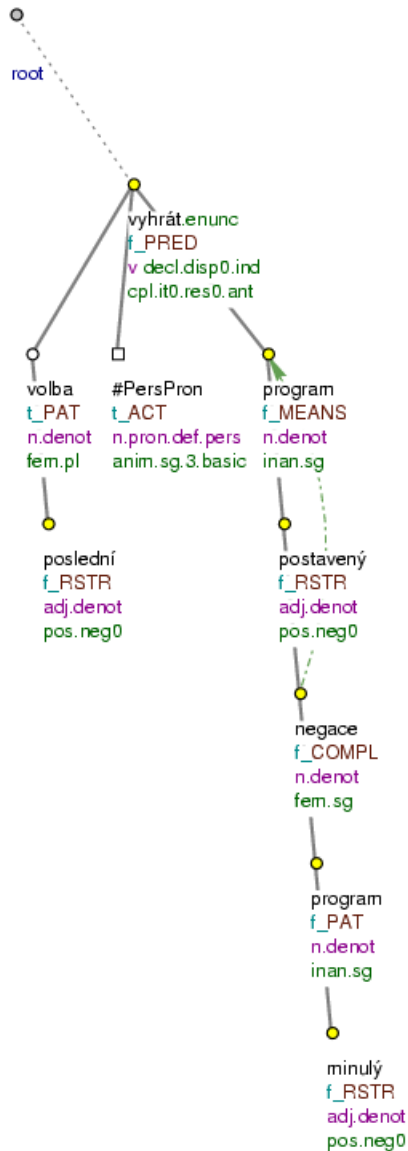 root
vyhrát.enunc
f_PRED
v decl.disp0.ind
cpl.it0.res0.ant
volba
t_PAT
n.denot
fem.pl
#PersPron
t_ACT
n.pron.def.pers
anim.sg.3.basic
program
f_MEANS
n.denot
inan.sg
poslední
f_RSTR
adj.denot
pos.neg0
postavený
f_RSTR
adj.denot
pos.neg0
negace
f_COMPL
n.denot
fem.sg
program
f_PAT
n.denot
inan.sg
minulý
f_RSTR
adj.denot
pos.neg0